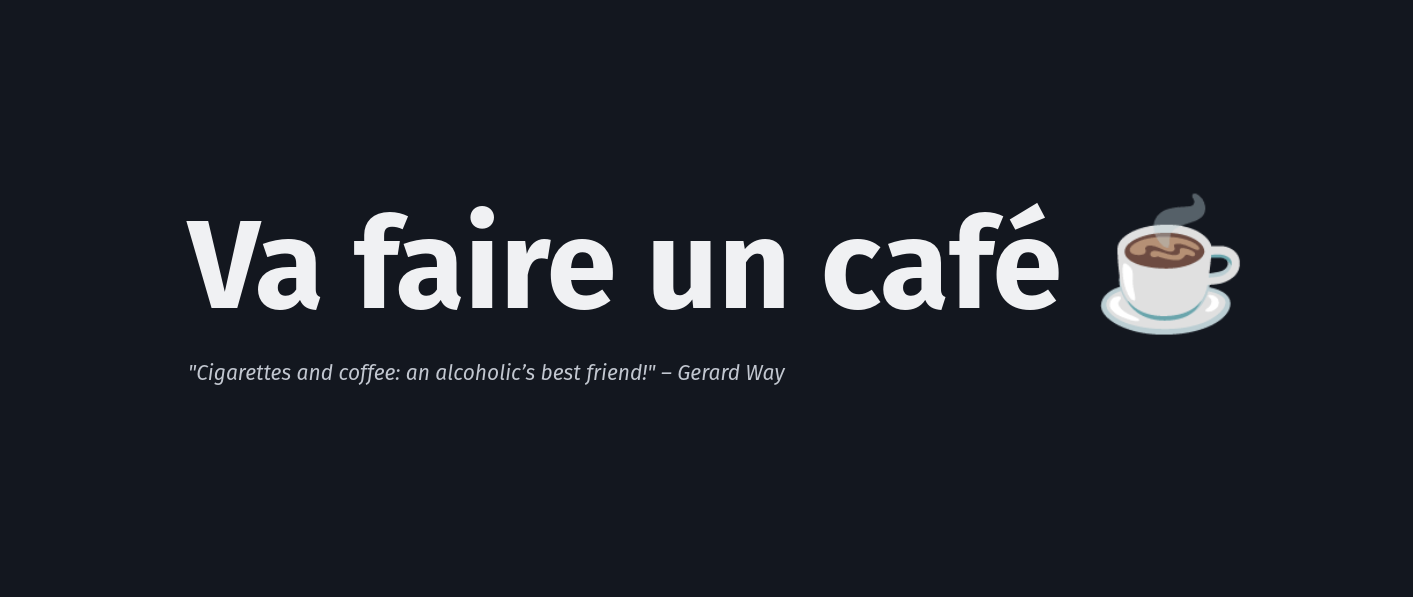 Va faire un café ☕
"Cigarettes and coffee: an alcoholic’s best friend!" – Gerard Way